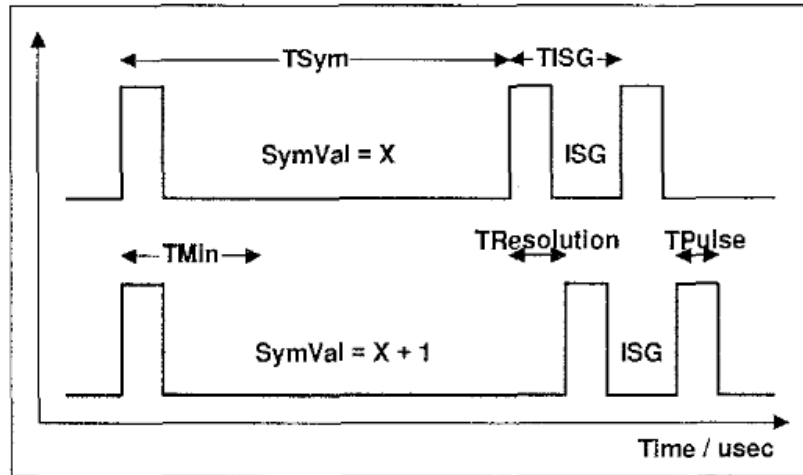 TSym
TISG
SymVal = X
ISG
TMin
TResolution
TPulse
SymVal = X + 1
ISG
Time / usec